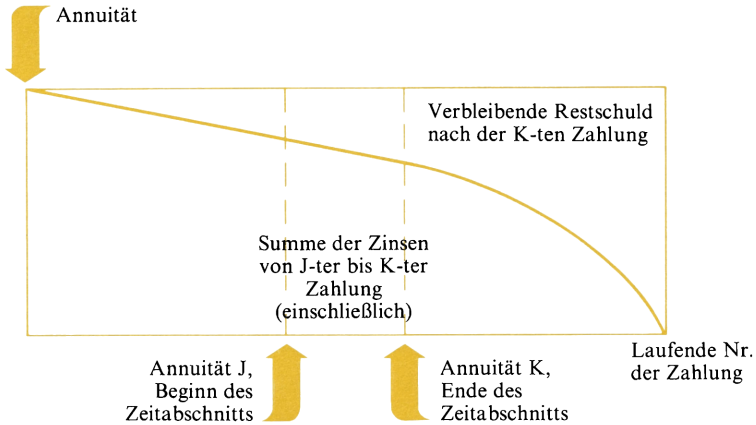 Annuität
Verbleibende Restschuld
nach der K-ten Zahlung
Summe der Zinsen
von J-ter bis K-ter
Zahlung
(einschließlich)
Laufende Nr.
der Zahlung
Annuität J,
Beginn des
Zeitabschnitts
Annuität K,
Ende des
Zeitabschnitts